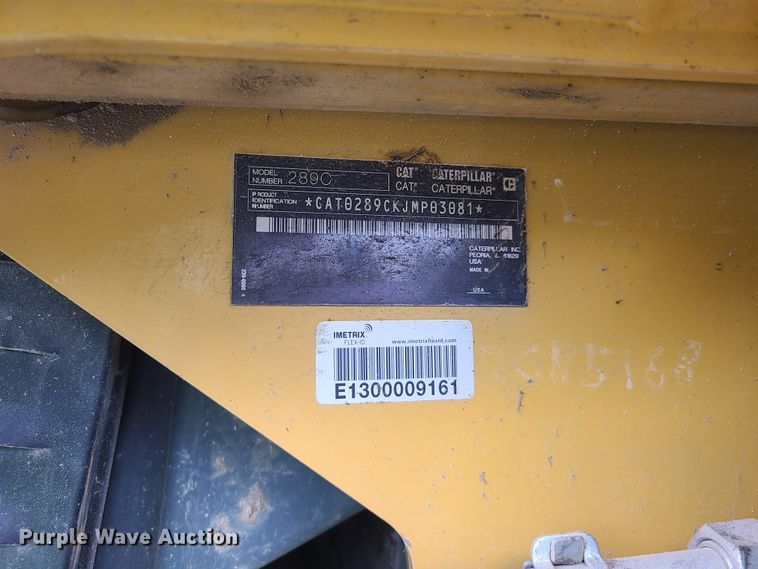 MODEL NUMBER 289C
CAT CATERPILLAR
CAT CATERPILLAR
PRODUCT IDENTIFICATION NUMBER *CAT0289CKJMP03081*
CATERPILLAR INC.
PEORIA, IL 61629
USA
MADE IN
USA
IMETRIX
FLEX-ID
www.imetrixflexid.com
E1300009161
Purple Wave Auction